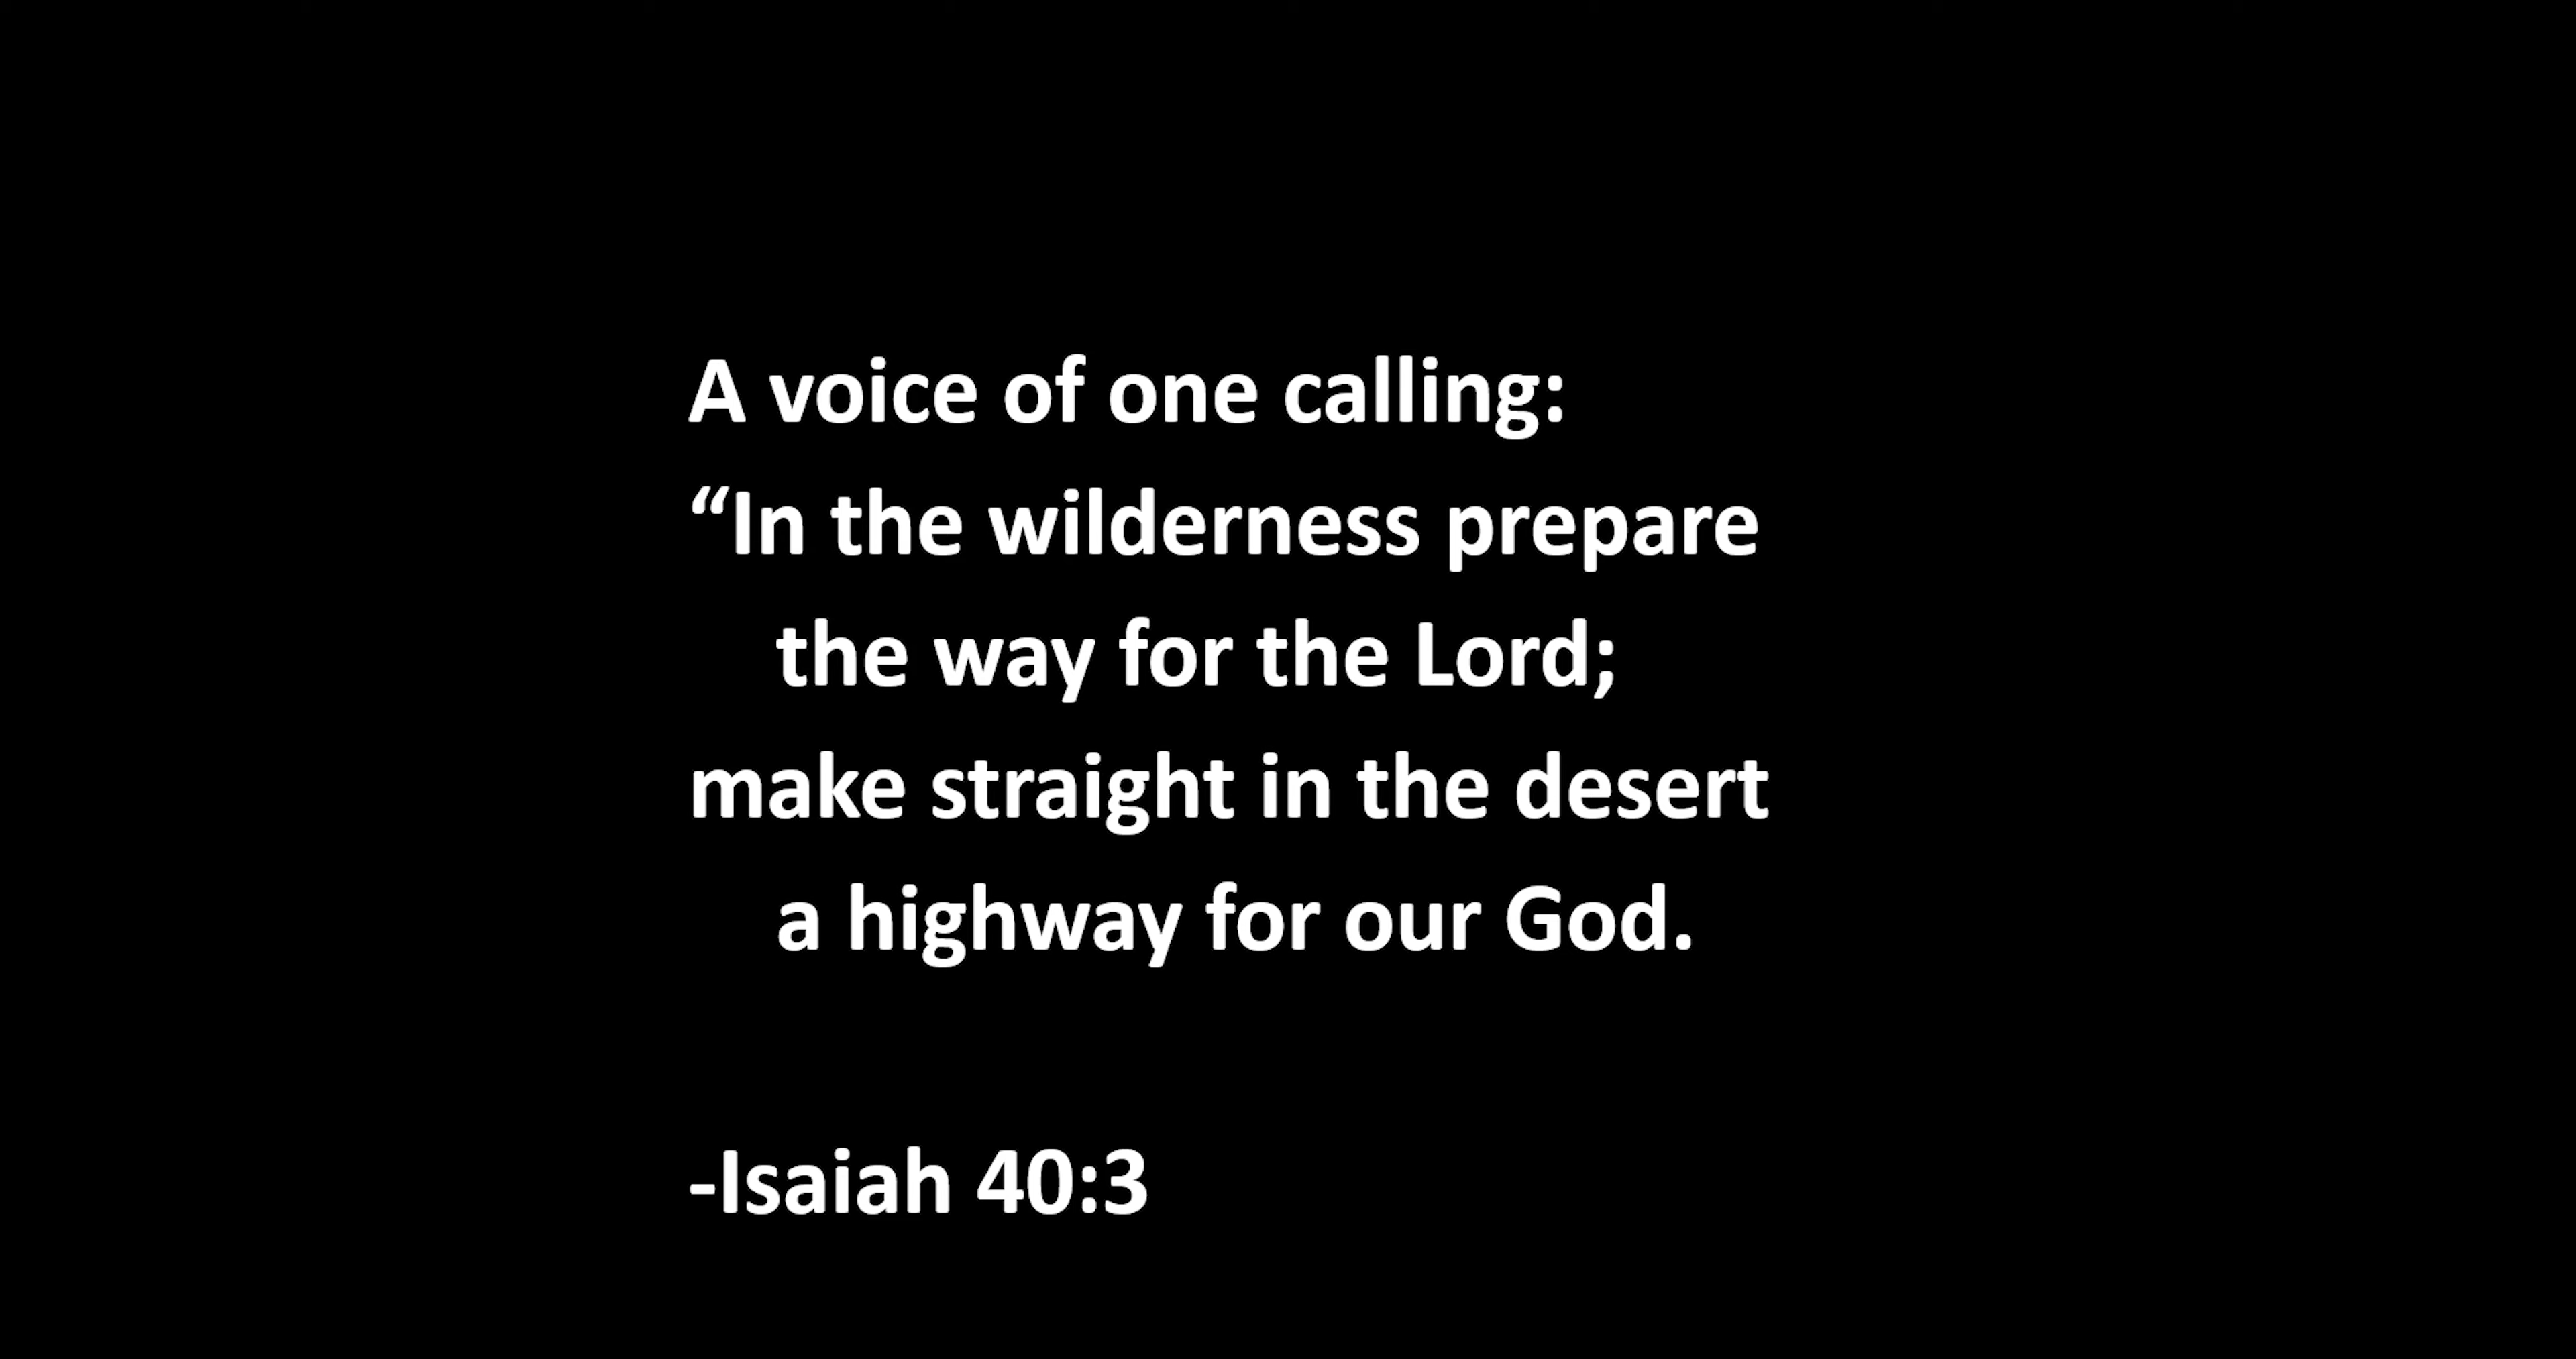 A voice of one calling:
“In the wilderness prepare
the way for the Lord;
make straight in the desert
a highway for our God.
-Isaiah 40:3